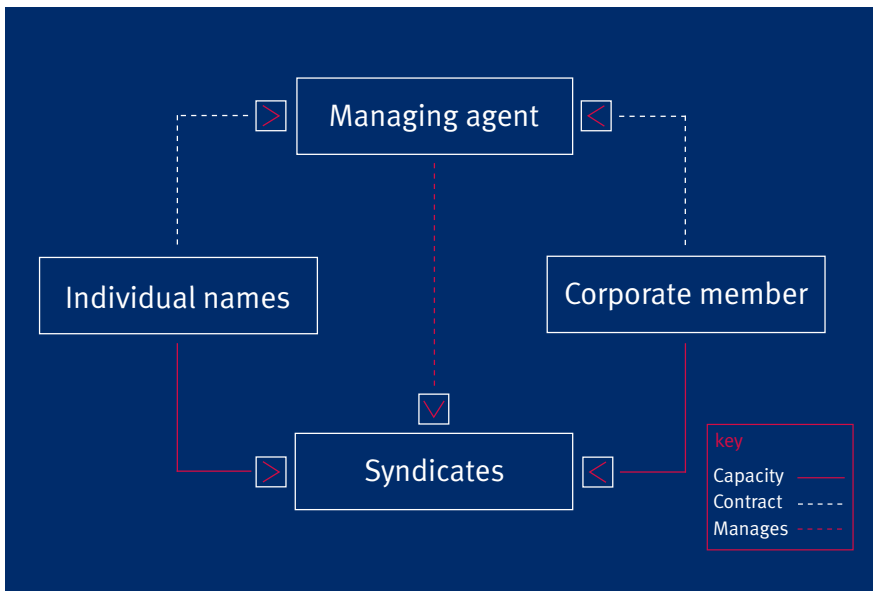 Managing agent
Individual names
Corporate member
Syndicates
key
Capacity
Contract
Manages